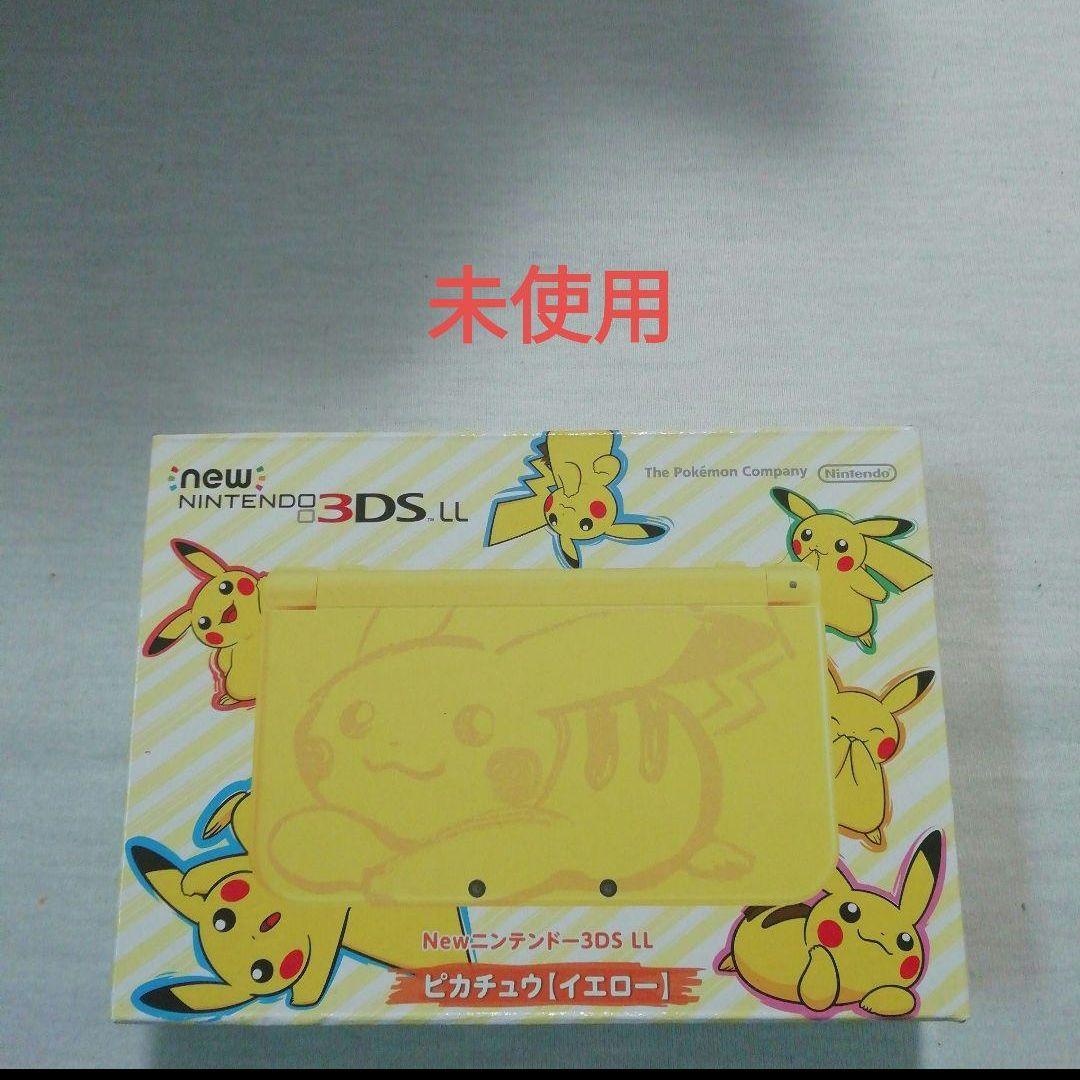 未使用
new
NINTENDO 3DS™ LL
The Pokémon Company Nintendo
Newニンテンドー3DS LL
ピカチュウ【イエロー】